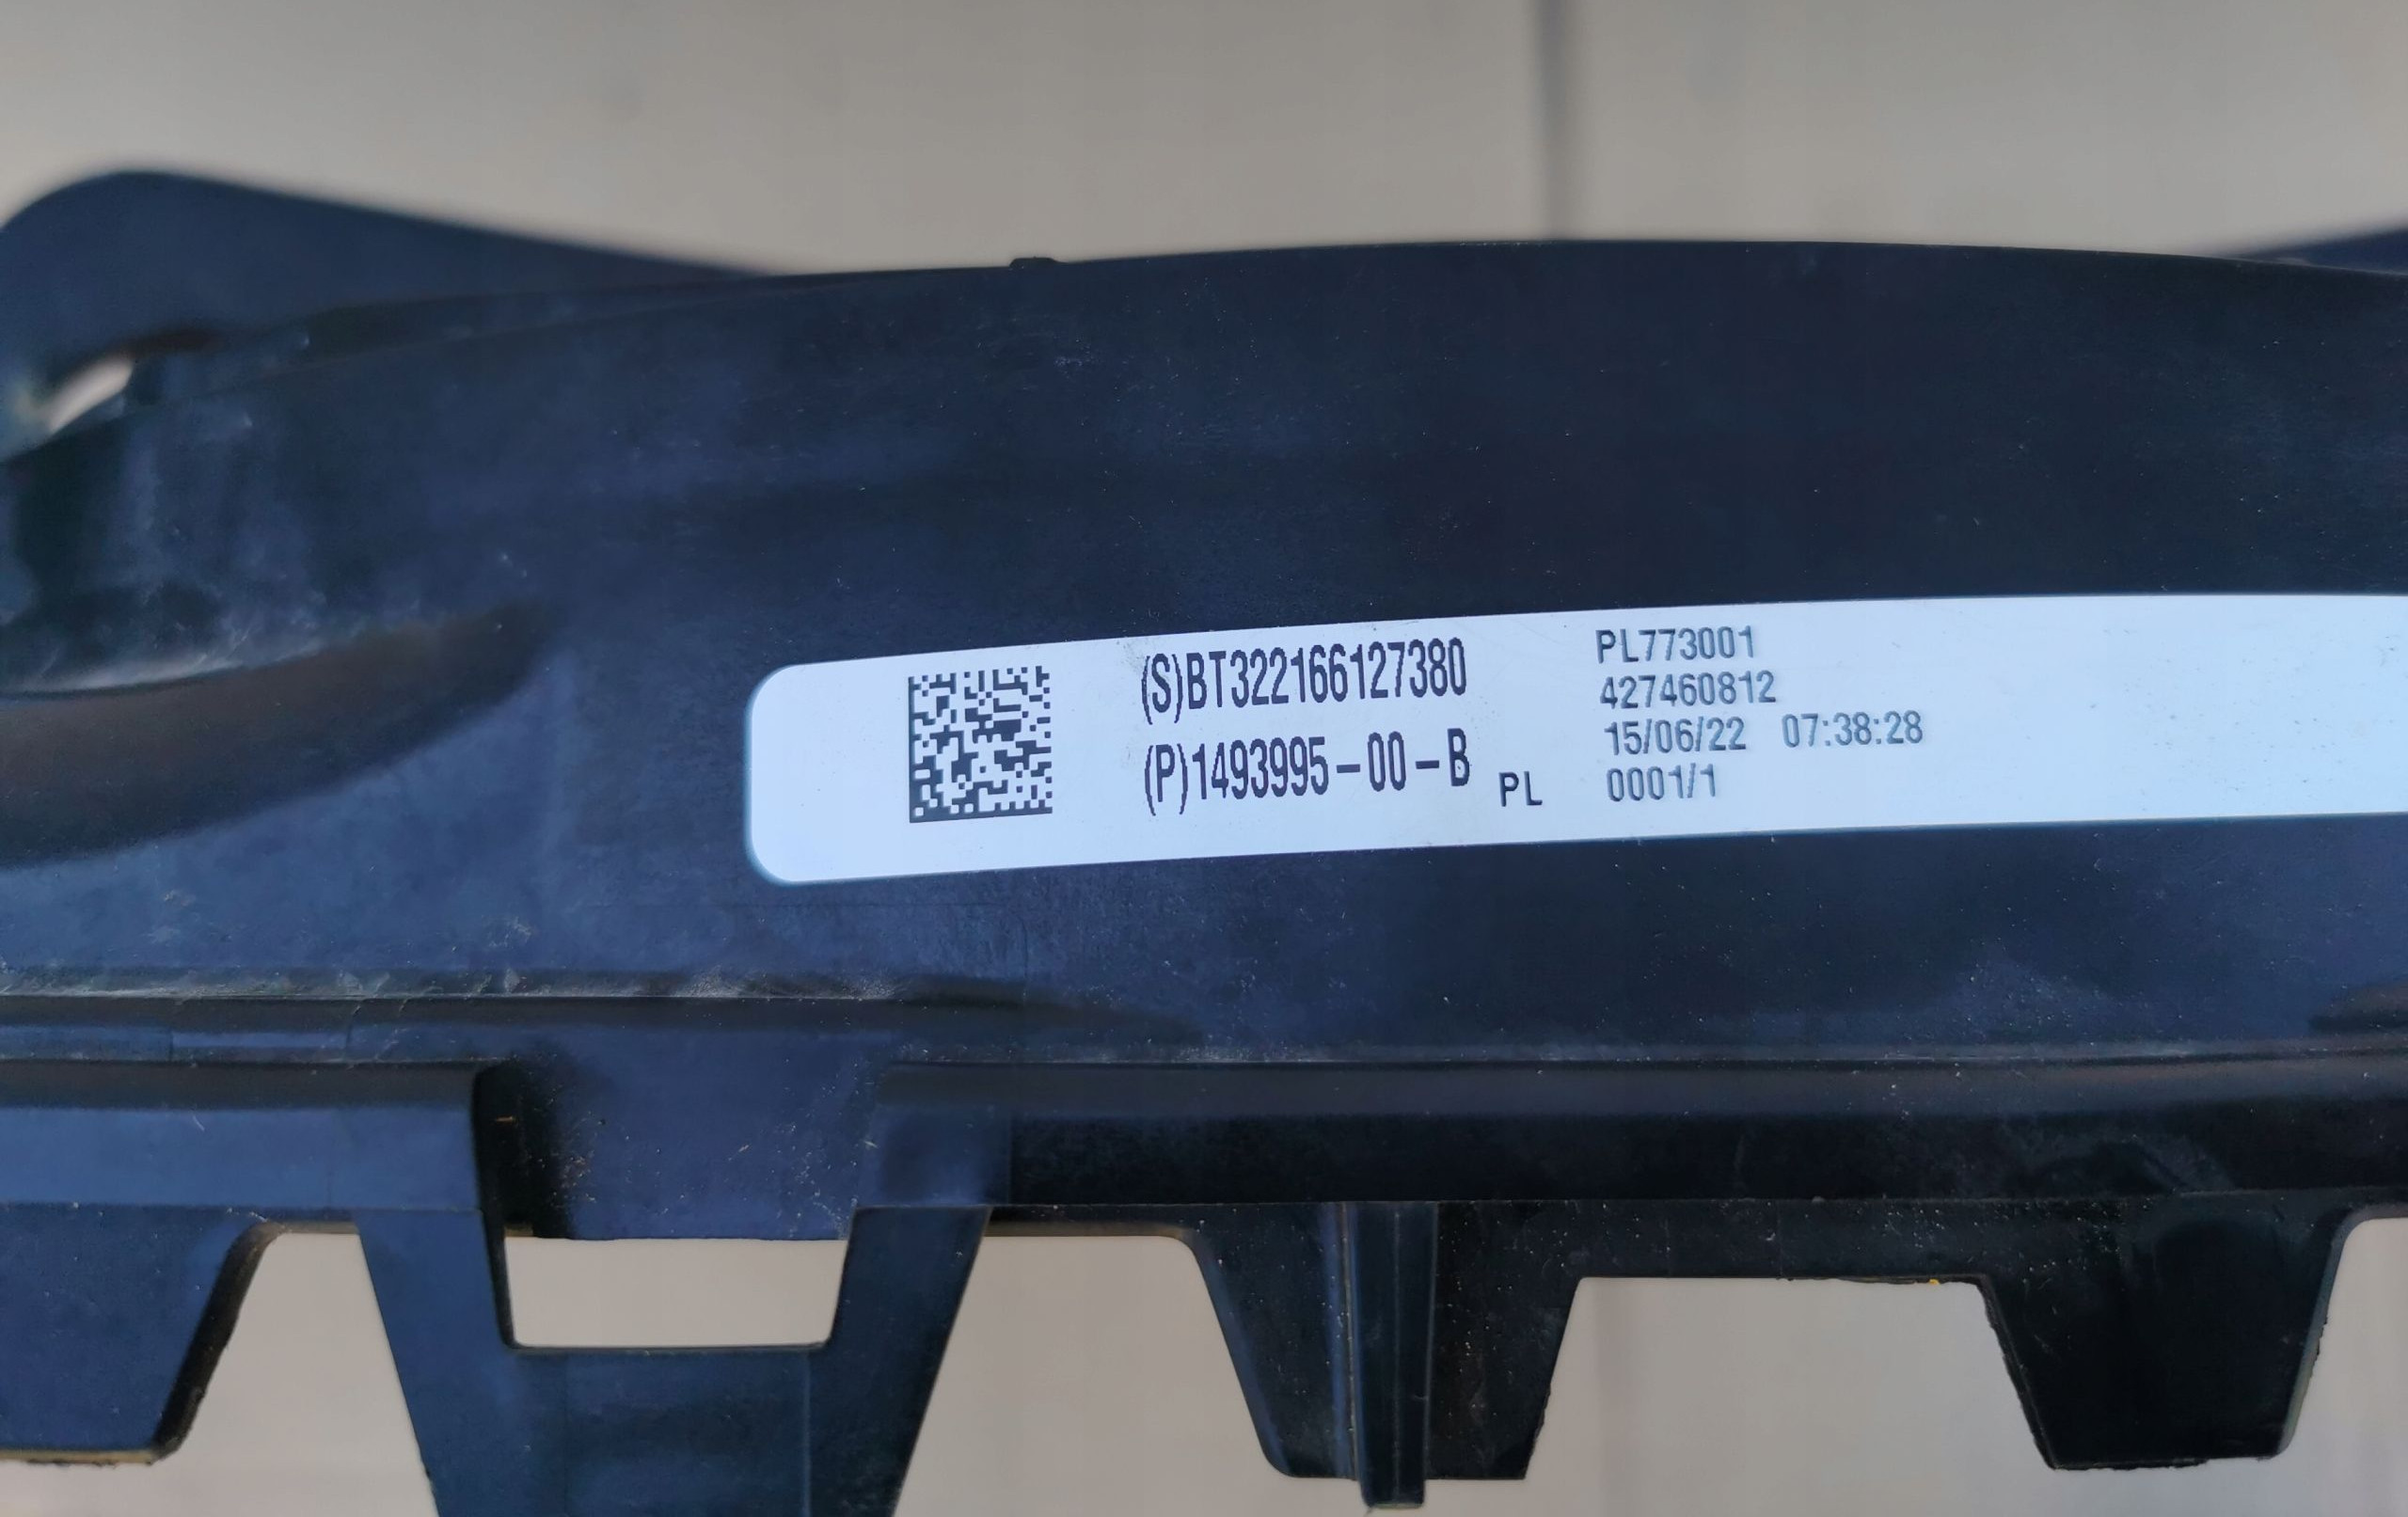 (S)BT322166127380
(P)1493995-00-B PL
PL773001
427460812
15/06/22 07:38:28
0001/1